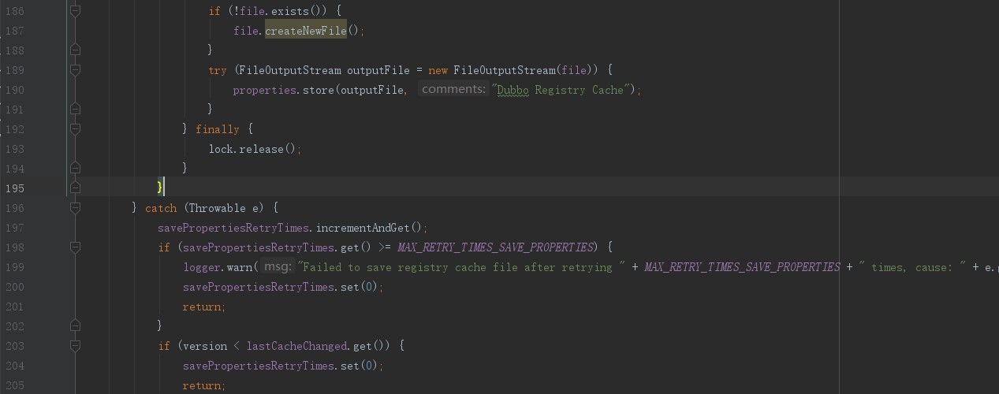 186 if (!file.exists()) {
187 file.createNewFile();
188 }
189 try (FileOutputStream outputFile = new FileOutputStream(file)) {
190 properties.store(outputFile, comments: "Dubbo Registry Cache");
191 }
192 } finally {
193 lock.release();
194 }
195 }
196 } catch (Throwable e) {
197 savePropertiesRetryTimes.incrementAndGet();
198 if (savePropertiesRetryTimes.get() >= MAX_RETRY_TIMES_SAVE_PROPERTIES) {
199 logger.warn( msg: "Failed to save registry cache file after retrying " + MAX_RETRY_TIMES_SAVE_PROPERTIES + " times, cause: " + e.
200 savePropertiesRetryTimes.set(0);
201 return;
202 }
203 if (version < lastCacheChanged.get()) {
204 savePropertiesRetryTimes.set(0);
205 return;